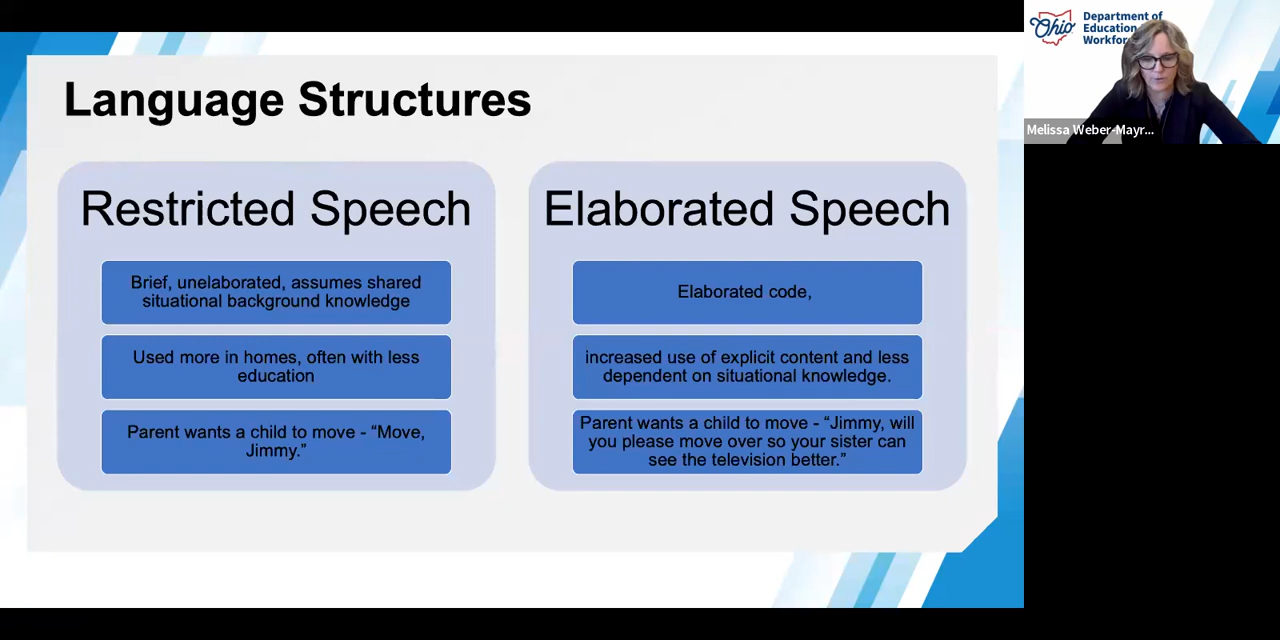 Language Structures
Restricted Speech
Brief, unelaborated, assumes shared
situational background knowledge
Used more in homes, often with less
education
Parent wants a child to move - “Move,
Jimmy.”
Elaborated Speech
Elaborated code,
increased use of explicit content and less
dependent on situational knowledge.
Parent wants a child to move - “Jimmy, will
you please move over so your sister can
see the television better.”
Ohio
Department of
Education
Workfor
Melissa Weber-Mayr...